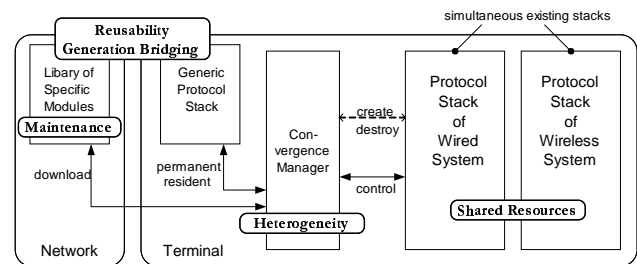 simultaneous existing stacks
Reusability
Generation Bridging
Libary of
Specific
Modules
Maintenance
Generic
Protocol
Stack
Con-
vergence
Manager
create
destroy
control
Protocol
Stack
of
Wired
System
Protocol
Stack
of
Wireless
System
download
permanent
resident
Heterogeneity
Shared Resources
Network
Terminal